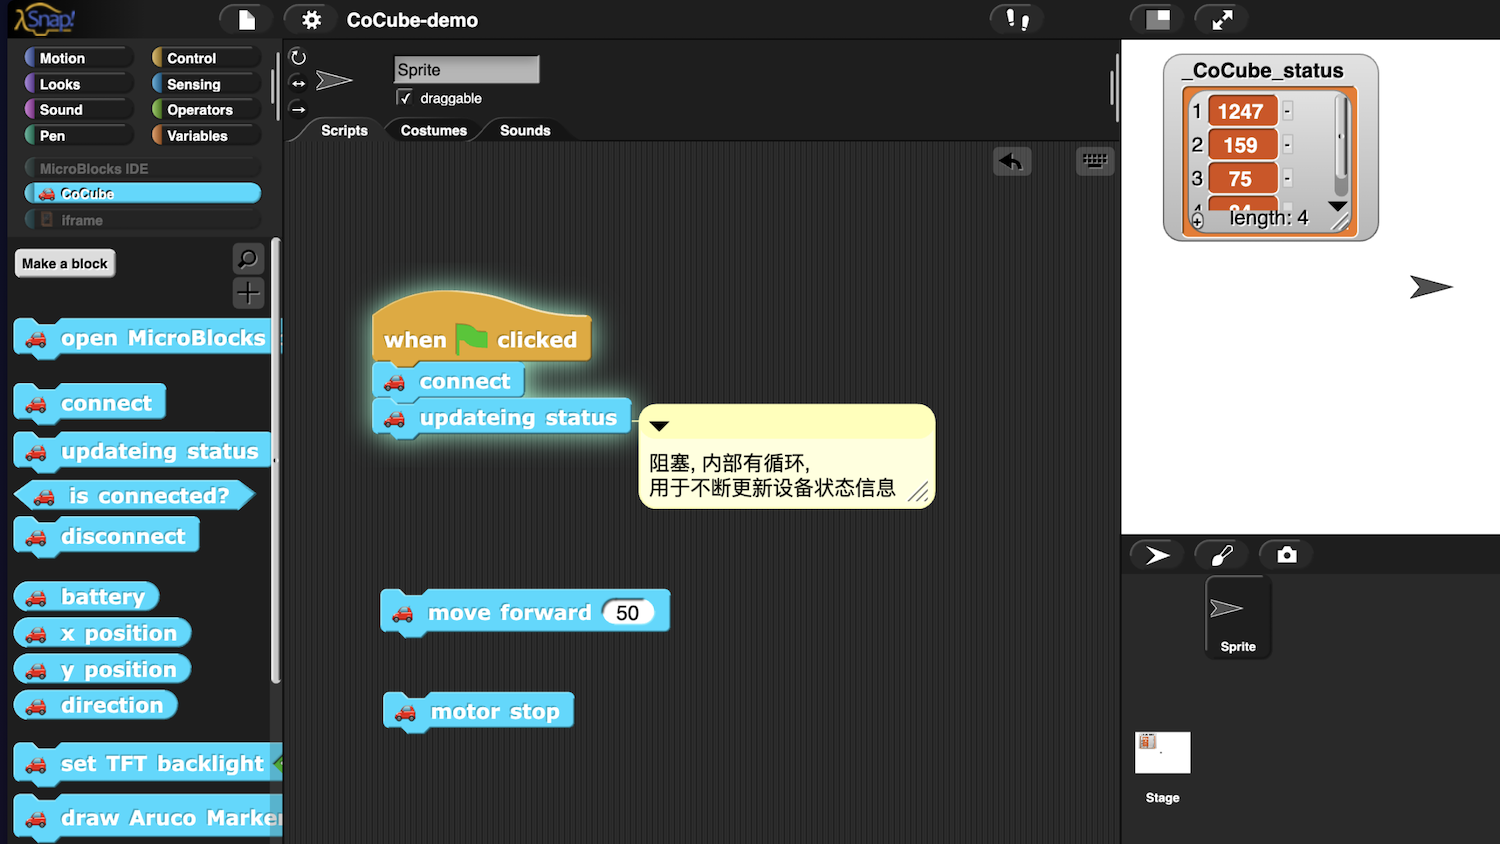 Snap!
CoCube-demo
Motion
Control
Looks
Sensing
Sound
Operators
Pen
Variables
MicroBlocks IDE
CoCube
iframe
Make a block
open MicroBlocks
connect
updateing status
is connected?
disconnect
battery
x position
y position
direction
set TFT backlight
draw Aruco Marker
Sprite
draggable
Scripts
Costumes
Sounds
when clicked
connect
updateing status
阻塞, 内部有循环,
用于不断更新设备状态信息
move forward 50
motor stop
_CoCube_status
1 1247 -
2 159 -
3 75 -
length: 4
Sprite
Stage